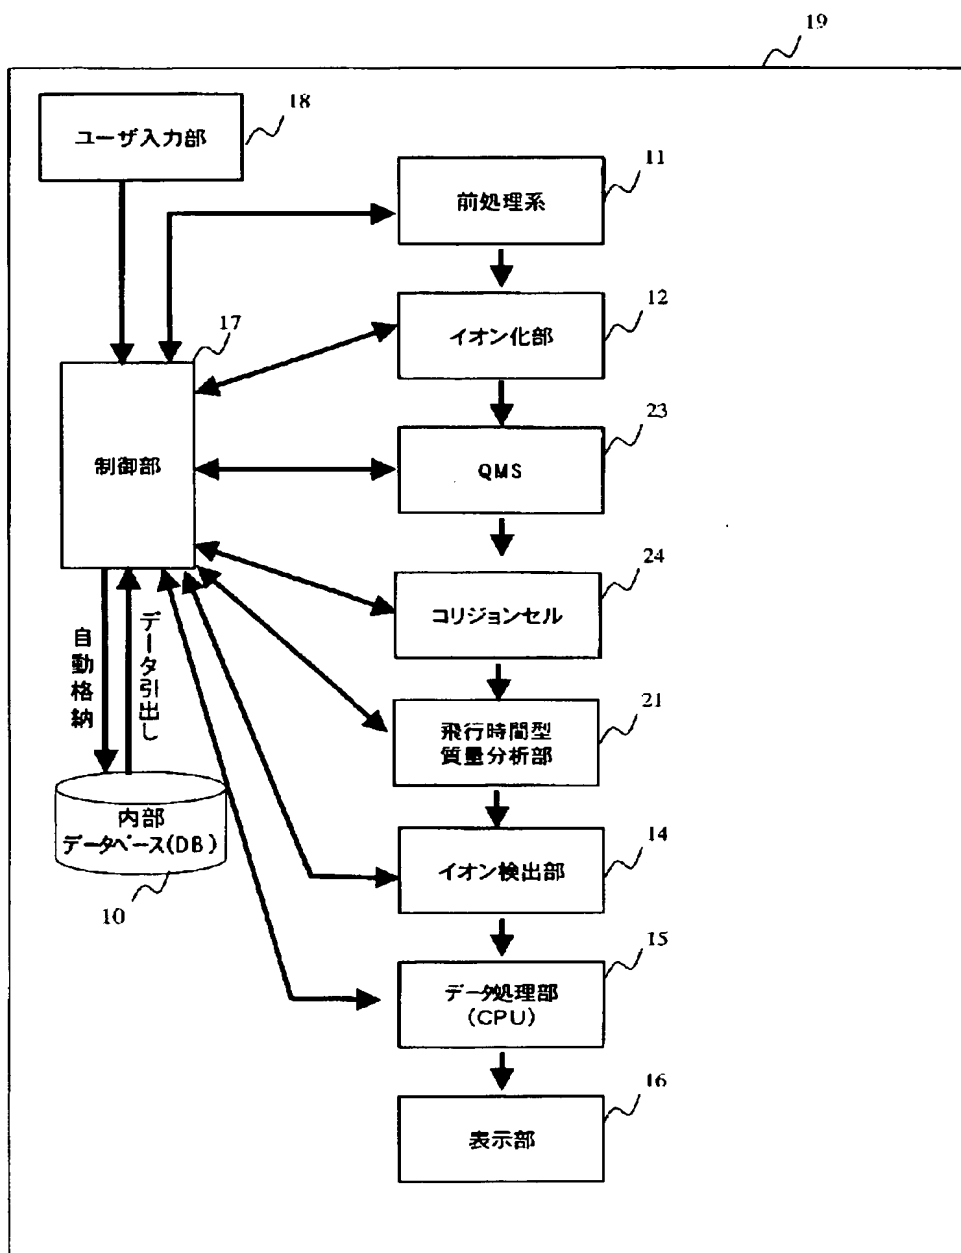 19
18
ユーザ入力部
11
前処理系
12
イオン化部
17
制御部
23
QMS
24
コリジョンセル
自動格納
データ引出し
21
飛行時間型
質量分析部
内部
データベース(DB)
10
14
イオン検出部
15
データ処理部
(CPU)
16
表示部